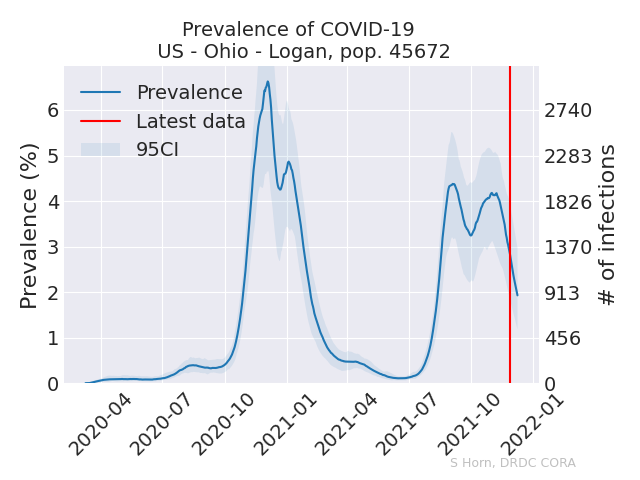 Prevalence of COVID-19
US - Ohio - Logan, pop. 45672
Prevalence
Latest data
95CI
Prevalence (%)
6
5
4
3
2
1
0
2740
2283
1826
1370
913
456
0
# of infections
2020-04
2020-07
2020-10
2021-01
2021-04
2021-07
2021-10
2022-01
S Horn, DRDC CORA